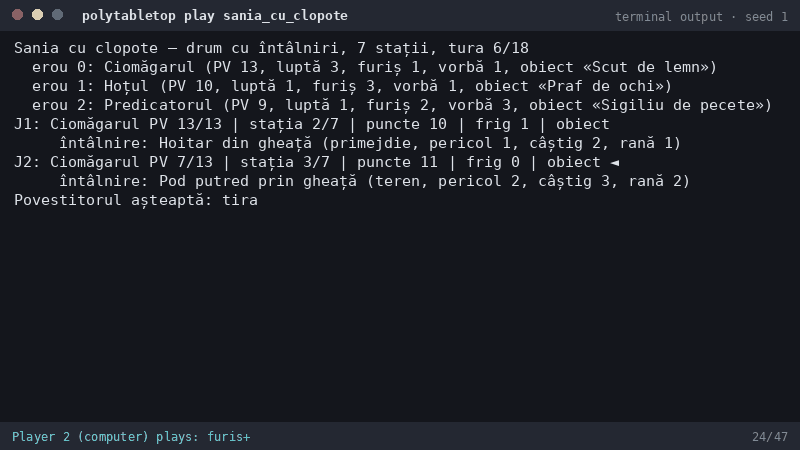 polytabletop play sania_cu_clopote
terminal output · seed 1
Sania cu clopote — drum cu întâlniri, 7 stații, tura 6/18
erou 0: Ciomăgarul (PV 13, luptă 3, furiș 1, vorbă 1, obiect «Scut de lemn»)
erou 1: Hoțul (PV 10, luptă 1, furiș 3, vorbă 1, obiect «Praf de ochi»)
erou 2: Predicatorul (PV 9, luptă 1, furiș 2, vorbă 3, obiect «Sigiliu de pecete»)
J1: Ciomăgarul PV 13/13 | stația 2/7 | puncte 10 | frig 1 | obiect
întâlnire: Hoitar din gheață (primejdie, pericol 1, câștig 2, rană 1)
J2: Ciomăgarul PV 7/13 | stația 3/7 | puncte 11 | frig 0 | obiect ◄
întâlnire: Pod putred prin gheață (teren, pericol 2, câștig 3, rană 2)
Povestitorul așteaptă: tira
Player 2 (computer) plays: furis+
24/47